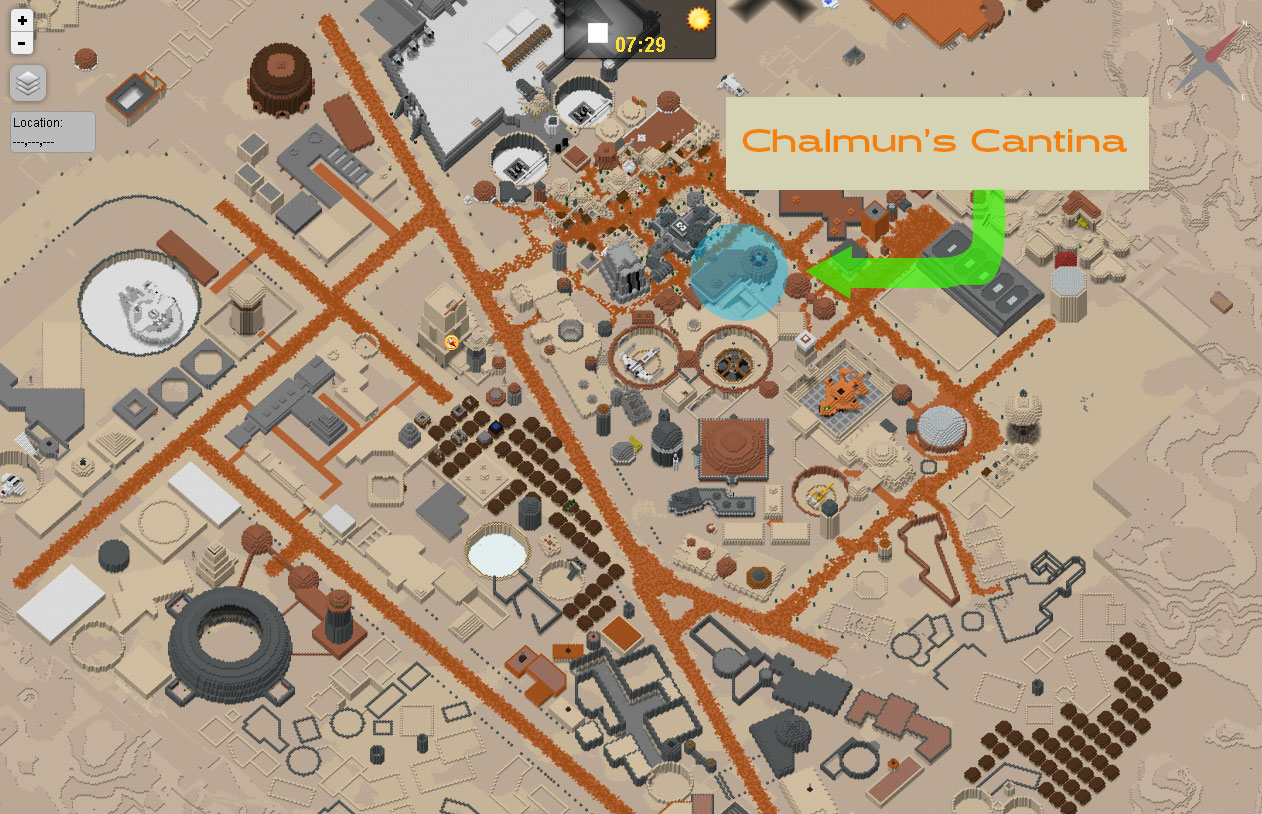 +
-
07:29
Location:
---,---,---
W
N
S
E
Chalmun's Cantina